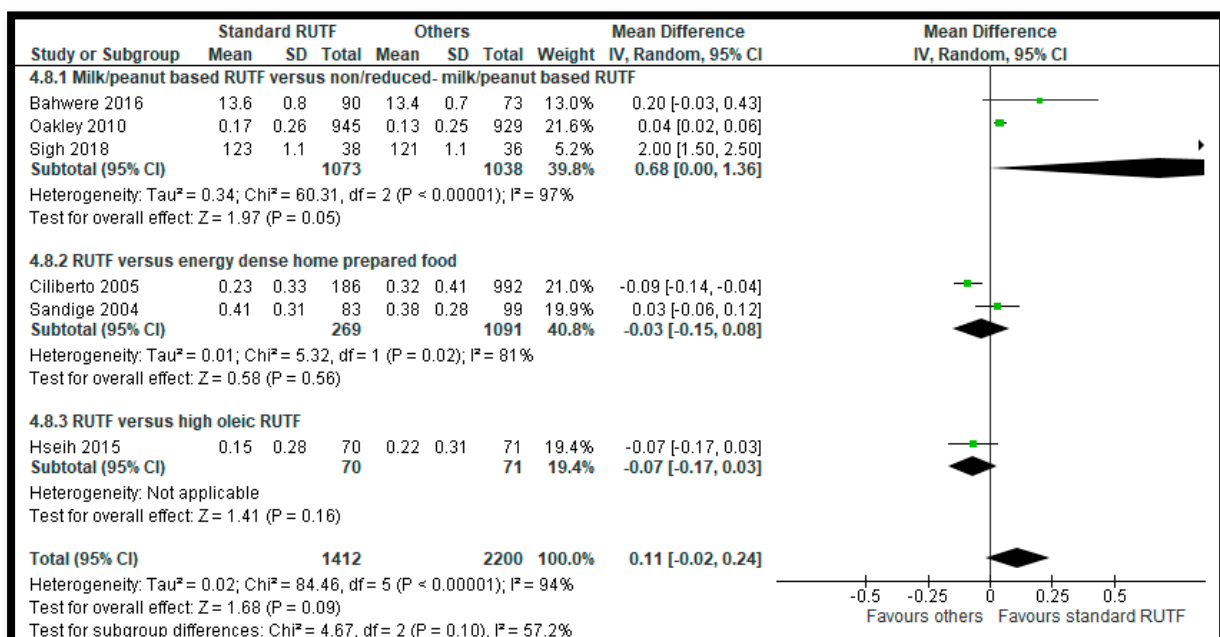 Standard RUTF Others Mean Difference Mean Difference
Study or Subgroup Mean SD Total Mean SD Total Weight IV, Random, 95% CI IV, Random, 95% CI
4.8.1 Milk/peanut based RUTF versus non/reduced- milk/peanut based RUTF
Bahwere 2016 13.6 0.8 90 13.4 0.7 73 13.0% 0.20 [-0.03, 0.43]
Oakley 2010 0.17 0.26 945 0.13 0.25 929 21.6% 0.04 [0.02, 0.06]
Sigh 2018 123 1.1 38 121 1.1 36 5.2% 2.00 [1.50, 2.50]
Subtotal (95% CI) 1073 1038 39.8% 0.68 [0.00, 1.36]
Heterogeneity: Tau² = 0.34; Chi² = 60.31, df = 2 (P < 0.00001); I² = 97%
Test for overall effect: Z = 1.97 (P = 0.05)
4.8.2 RUTF versus energy dense home prepared food
Ciliberto 2005 0.23 0.33 186 0.32 0.41 992 21.0% -0.09 [-0.14, -0.04]
Sandige 2004 0.41 0.31 83 0.38 0.28 99 19.9% 0.03 [-0.06, 0.12]
Subtotal (95% CI) 269 1091 40.8% -0.03 [-0.15, 0.08]
Heterogeneity: Tau² = 0.01; Chi² = 5.32, df = 1 (P = 0.02); I² = 81%
Test for overall effect: Z = 0.58 (P = 0.56)
4.8.3 RUTF versus high oleic RUTF
Hseih 2015 0.15 0.28 70 0.22 0.31 71 19.4% -0.07 [-0.17, 0.03]
Subtotal (95% CI) 70 71 19.4% -0.07 [-0.17, 0.03]
Heterogeneity: Not applicable
Test for overall effect: Z = 1.41 (P = 0.16)
Total (95% CI) 1412 2200 100.0% 0.11 [-0.02, 0.24]
Heterogeneity: Tau² = 0.02; Chi² = 84.46, df = 5 (P < 0.00001); I² = 94%
Test for overall effect: Z = 1.68 (P = 0.09)
Test for subgroup differences: Chi² = 4.67, df = 2 (P = 0.10), I² = 57.2%
-0.5 -0.25 0 0.25 0.5
Favours others Favours standard RUTF